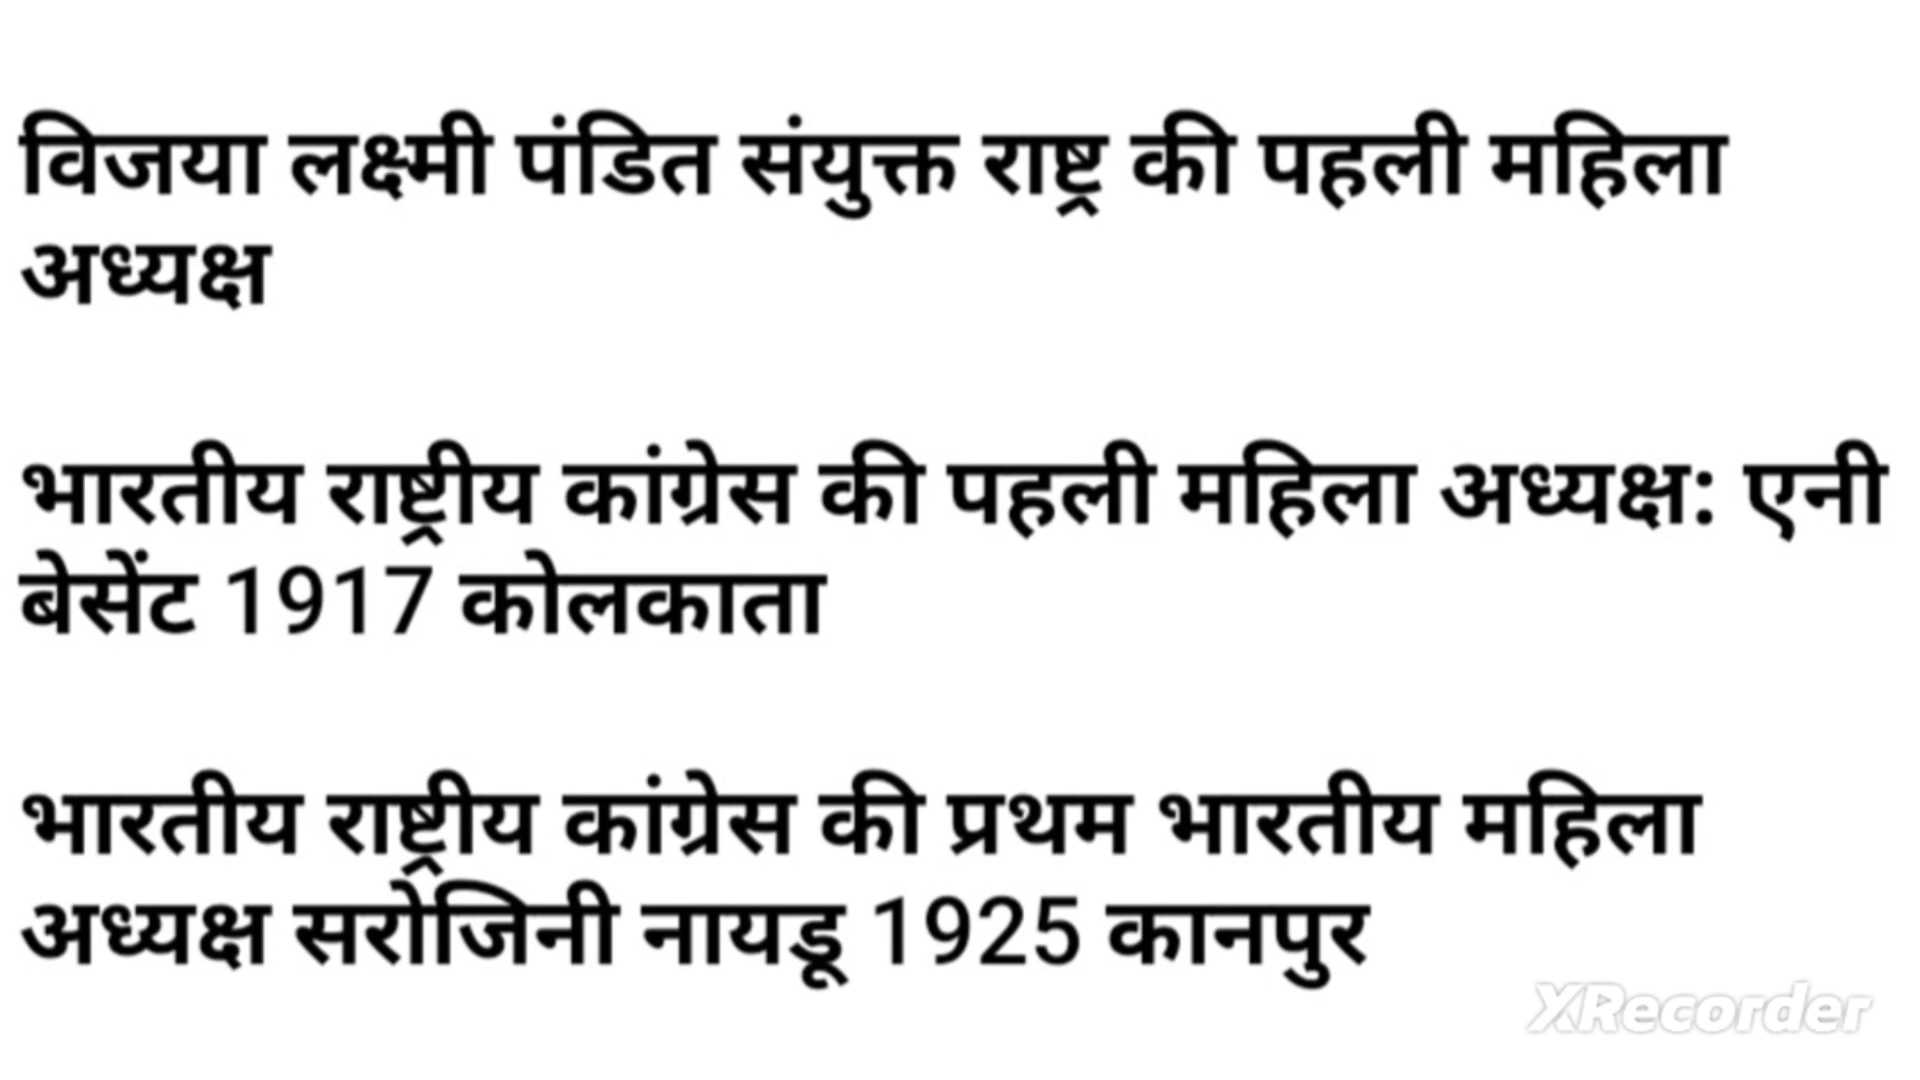 विजया लक्ष्मी पंडित संयुक्त राष्ट्र की पहली महिला
अध्यक्ष
भारतीय राष्ट्रीय कांग्रेस की पहली महिला अध्यक्ष: एनी
बेसेंट 1917 कोलकाता
भारतीय राष्ट्रीय कांग्रेस की प्रथम भारतीय महिला
अध्यक्ष सरोजिनी नायडू 1925 कानपुर
XRecorder